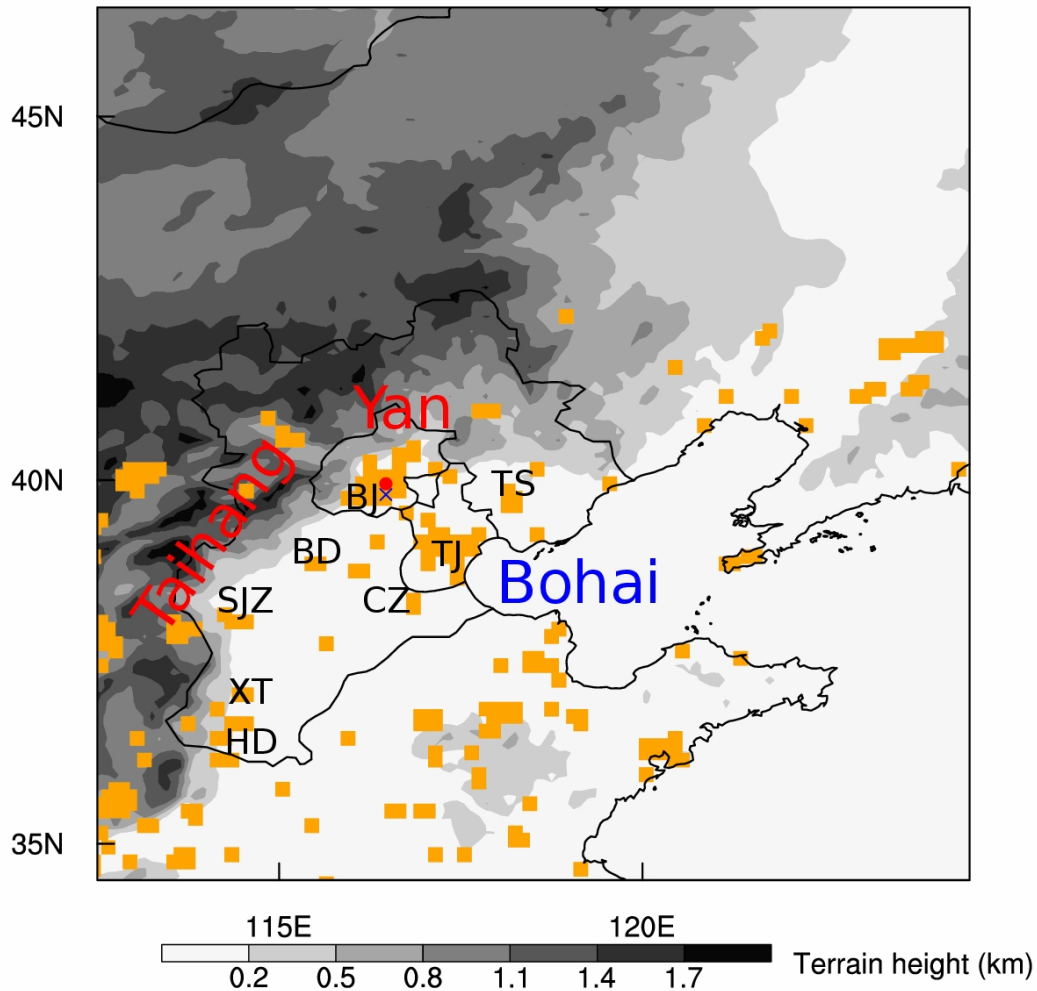 45N
Yan
40N
Taihang
TS
BJ
BD
TJ
Bohai
SJZ
CZ
XT
HD
35N
115E
120E
0.2
0.5
0.8
1.1
1.4
1.7
Terrain height (km)